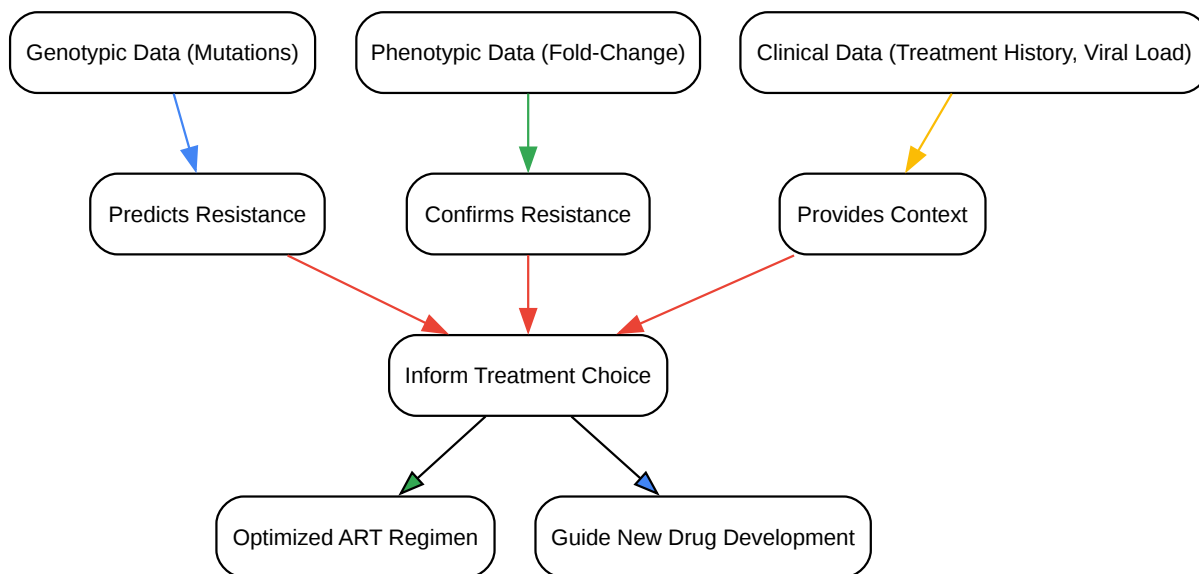 Genotypic Data (Mutations)
Phenotypic Data (Fold-Change)
Clinical Data (Treatment History, Viral Load)
Predicts Resistance
Confirms Resistance
Provides Context
Inform Treatment Choice
Optimized ART Regimen
Guide New Drug Development